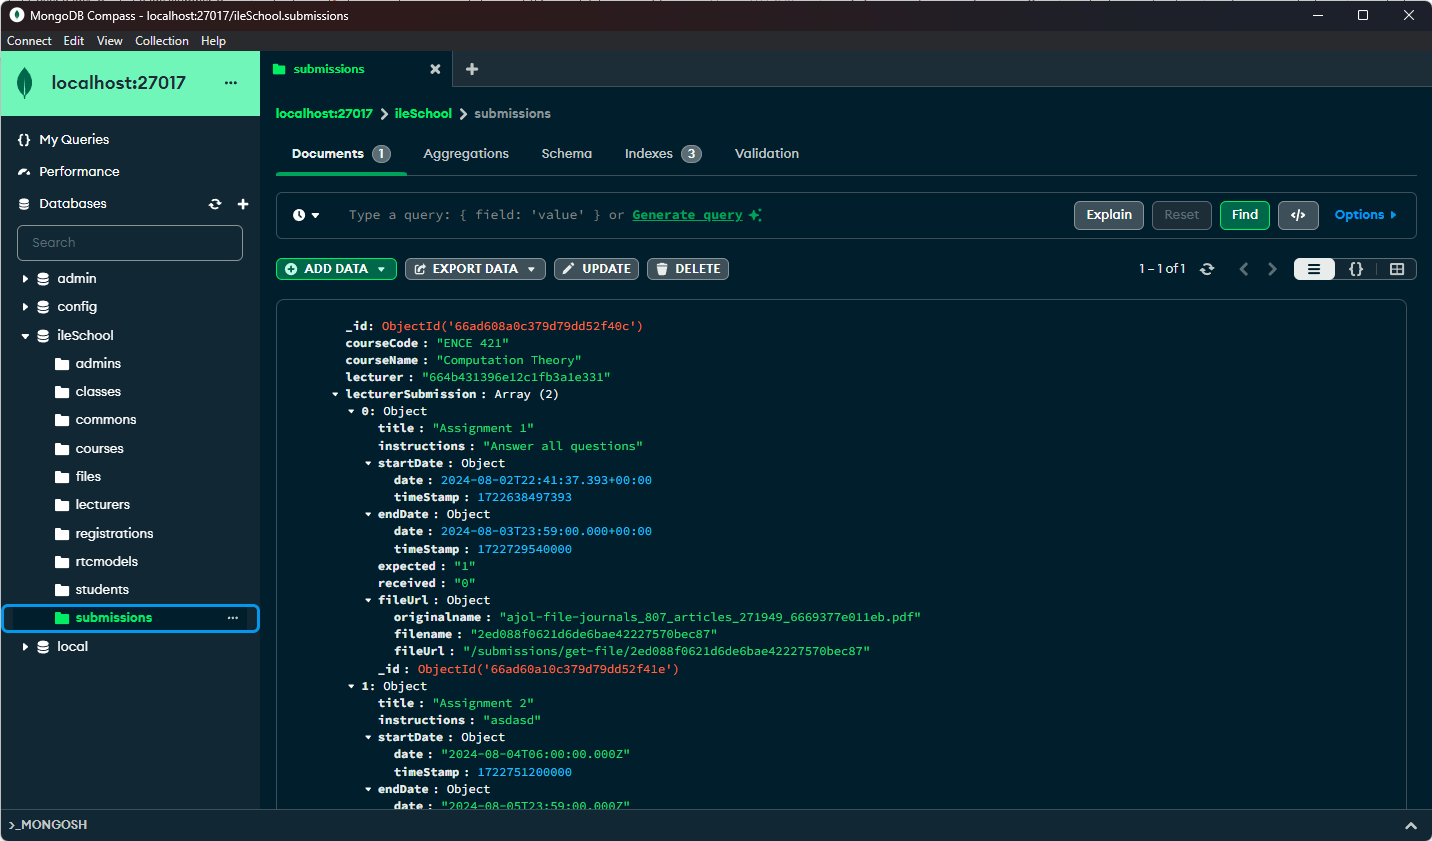 MongoDB Compass - localhost:27017/ileSchool.submissions
Connect Edit View Collection Help
localhost:27017 ...
submissions
localhost:27017 > ileSchool > submissions
{} My Queries
Performance
Databases
Search
admin
config
ileSchool
admins
classes
commons
courses
files
lecturers
registrations
rtcmodels
students
submissions ...
local
Documents 1 Aggregations Schema Indexes 3 Validation
Type a query: { field: 'value' } or Generate query
Explain Reset Find </> Options
ADD DATA EXPORT DATA UPDATE DELETE
1 – 1 of 1 {}
_id: ObjectId('66ad608a0c379d79dd52f40c')
courseCode : "ENCE 421"
courseName : "Computation Theory"
lecturer : "664b431396e12c1fb3a1e331"
lecturerSubmission : Array (2)
0: Object
title : "Assignment 1"
instructions : "Answer all questions"
startDate : Object
date : 2024-08-02T22:41:37.393+00:00
timeStamp : 1722638497393
endDate : Object
date : 2024-08-03T23:59:00.000+00:00
timeStamp : 1722729540000
expected : "1"
received : "0"
fileUrl : Object
originalname : "ajol-file-journals_807_articles_271949_6669377e011eb.pdf"
filename : "2ed088f0621d6de6bae42227570bec87"
fileUrl : "/submissions/get-file/2ed088f0621d6de6bae42227570bec87"
_id : ObjectId('66ad60a10c379d79dd52f41e')
1: Object
title : "Assignment 2"
instructions : "asdasd"
startDate : Object
date : "2024-08-04T06:00:00.000Z"
timeStamp : 1722751200000
endDate : Object
date : "2024-08-05T23:59:00.000Z"
>_MONGOSH